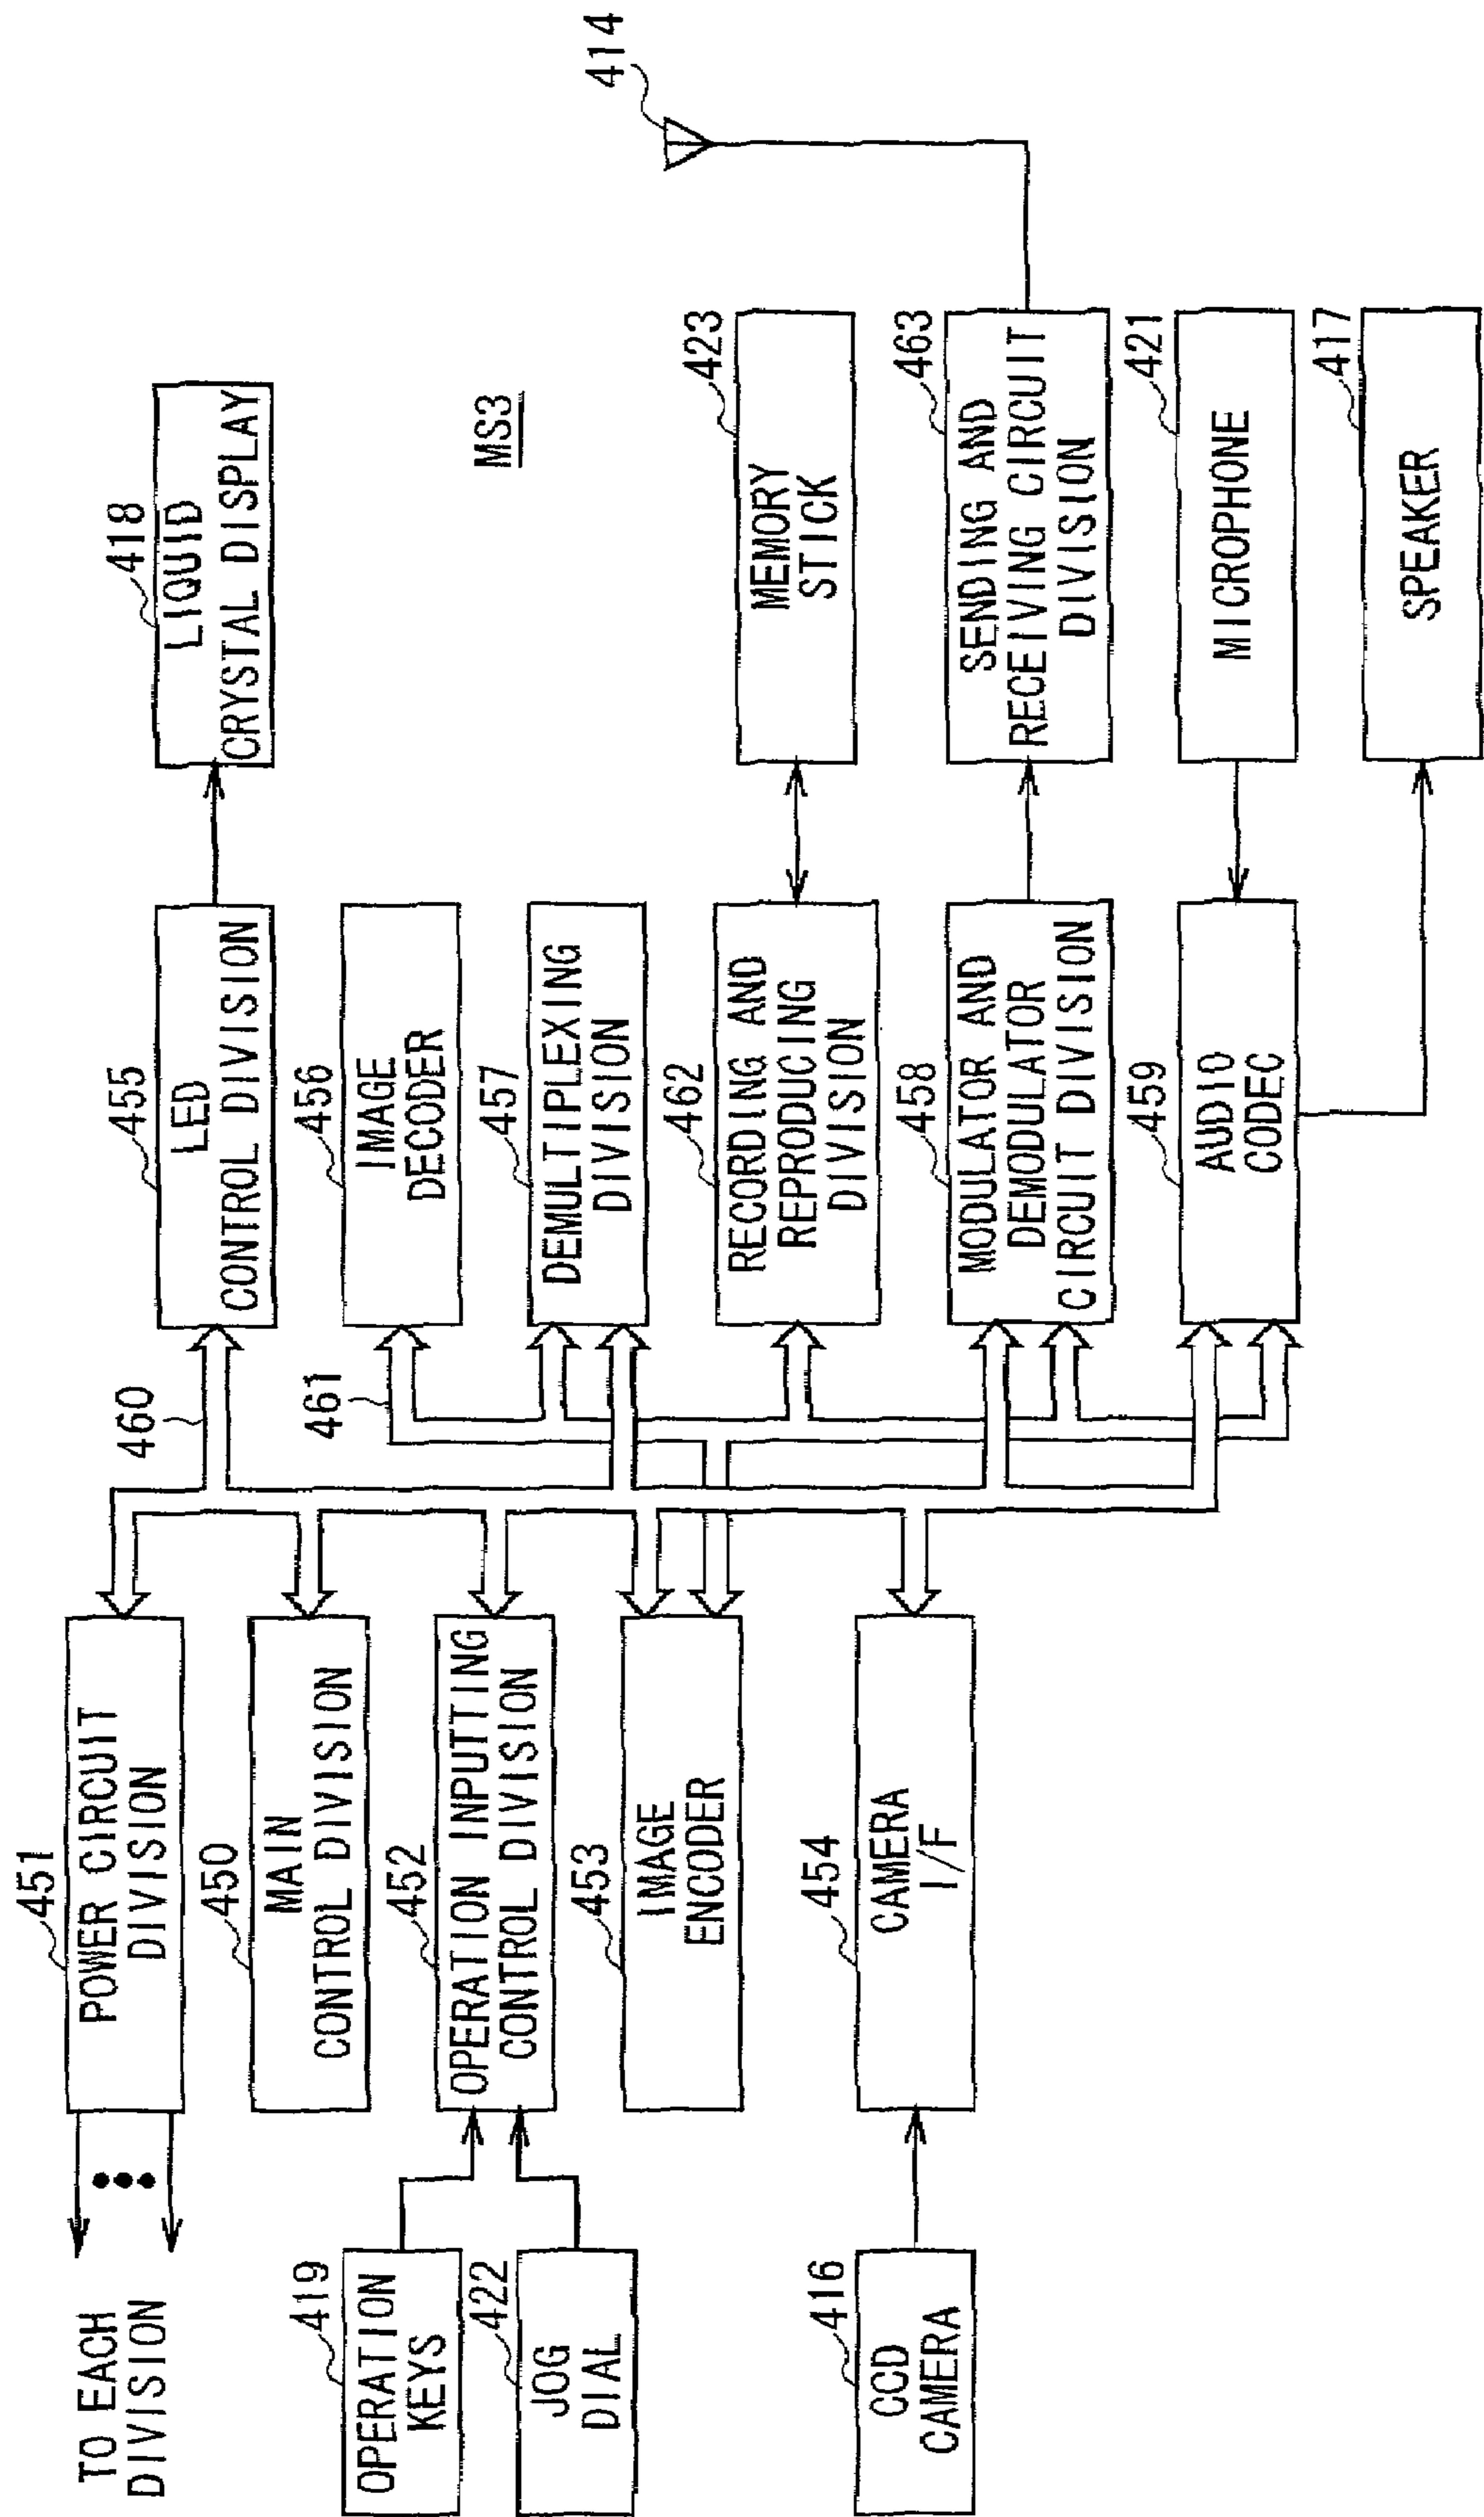 TO EACH
DIVISION
451
POWER CIRCUIT
DIVISION
450
MAIN
CONTROL DIVISION
419
OPERATION
KEYS
422
JOG
DIAL
452
OPERATION INPUTTING
CONTROL DIVISION
453
IMAGE
ENCODER
416
CCD
CAMERA
454
CAMERA
I/F
460
461
455
LED
CONTROL DIVISION
418
LIQUID
CRYSTAL DISPLAY
456
IMAGE
DECODER
457
DEMULTIPLEXING
DIVISION
MS3
462
RECORDING AND
REPRODUCING
DIVISION
423
MEMORY
STICK
458
MODULATOR AND
DEMODULATOR
CIRCUIT DIVISION
463
SENDING AND
RECEIVING CIRCUIT
DIVISION
414
459
AUDIO
CODEC
421
MICROPHONE
417
SPEAKER